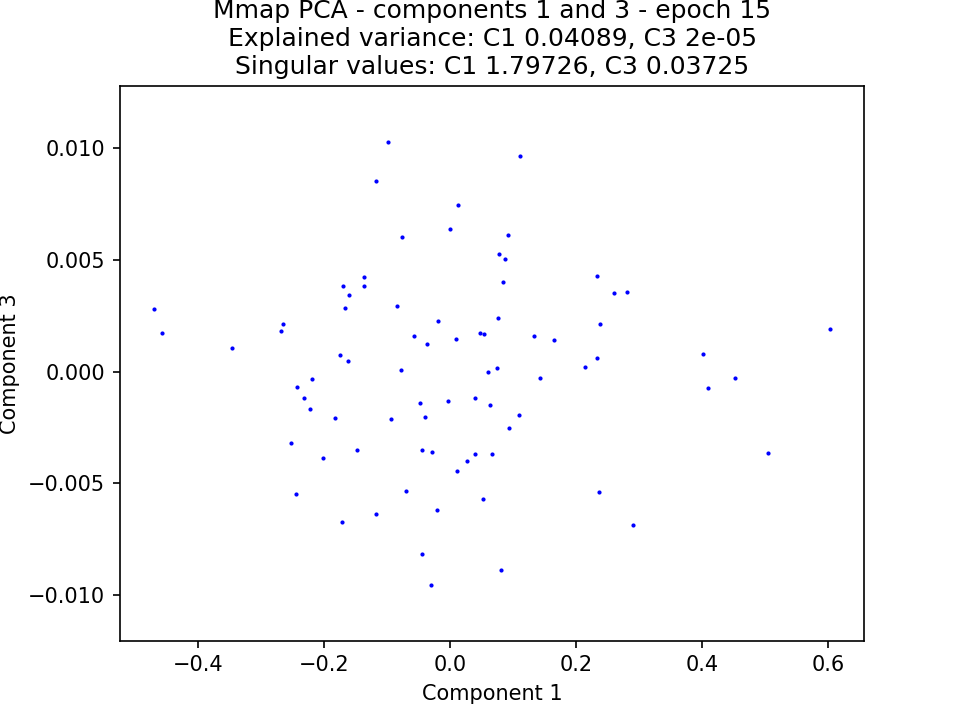 Mmap PCA - components 1 and 3 - epoch 15
Explained variance: C1 0.04089, C3 2e-05
Singular values: C1 1.79726, C3 0.03725
0.010
0.005
0.000
−0.005
−0.010
Component 3
−0.4
−0.2
0.0
0.2
0.4
0.6
Component 1